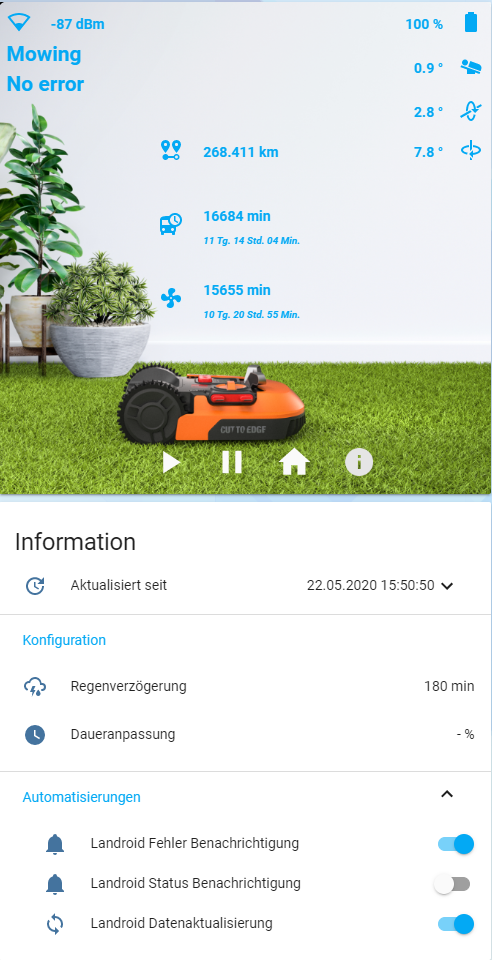 -87 dBm
100 %
Mowing
0.9 °
No error
2.8 °
268.411 km
7.8 °
16684 min
11 Tg. 14 Std. 04 Min.
15655 min
10 Tg. 20 Std. 55 Min.
CUT TO EDGE
Information
Aktualisiert seit
22.05.2020 15:50:50
Konfiguration
Regenverzögerung
180 min
Daueranpassung
- %
Automatisierungen
Landroid Fehler Benachrichtigung
Landroid Status Benachrichtigung
Landroid Datenaktualisierung